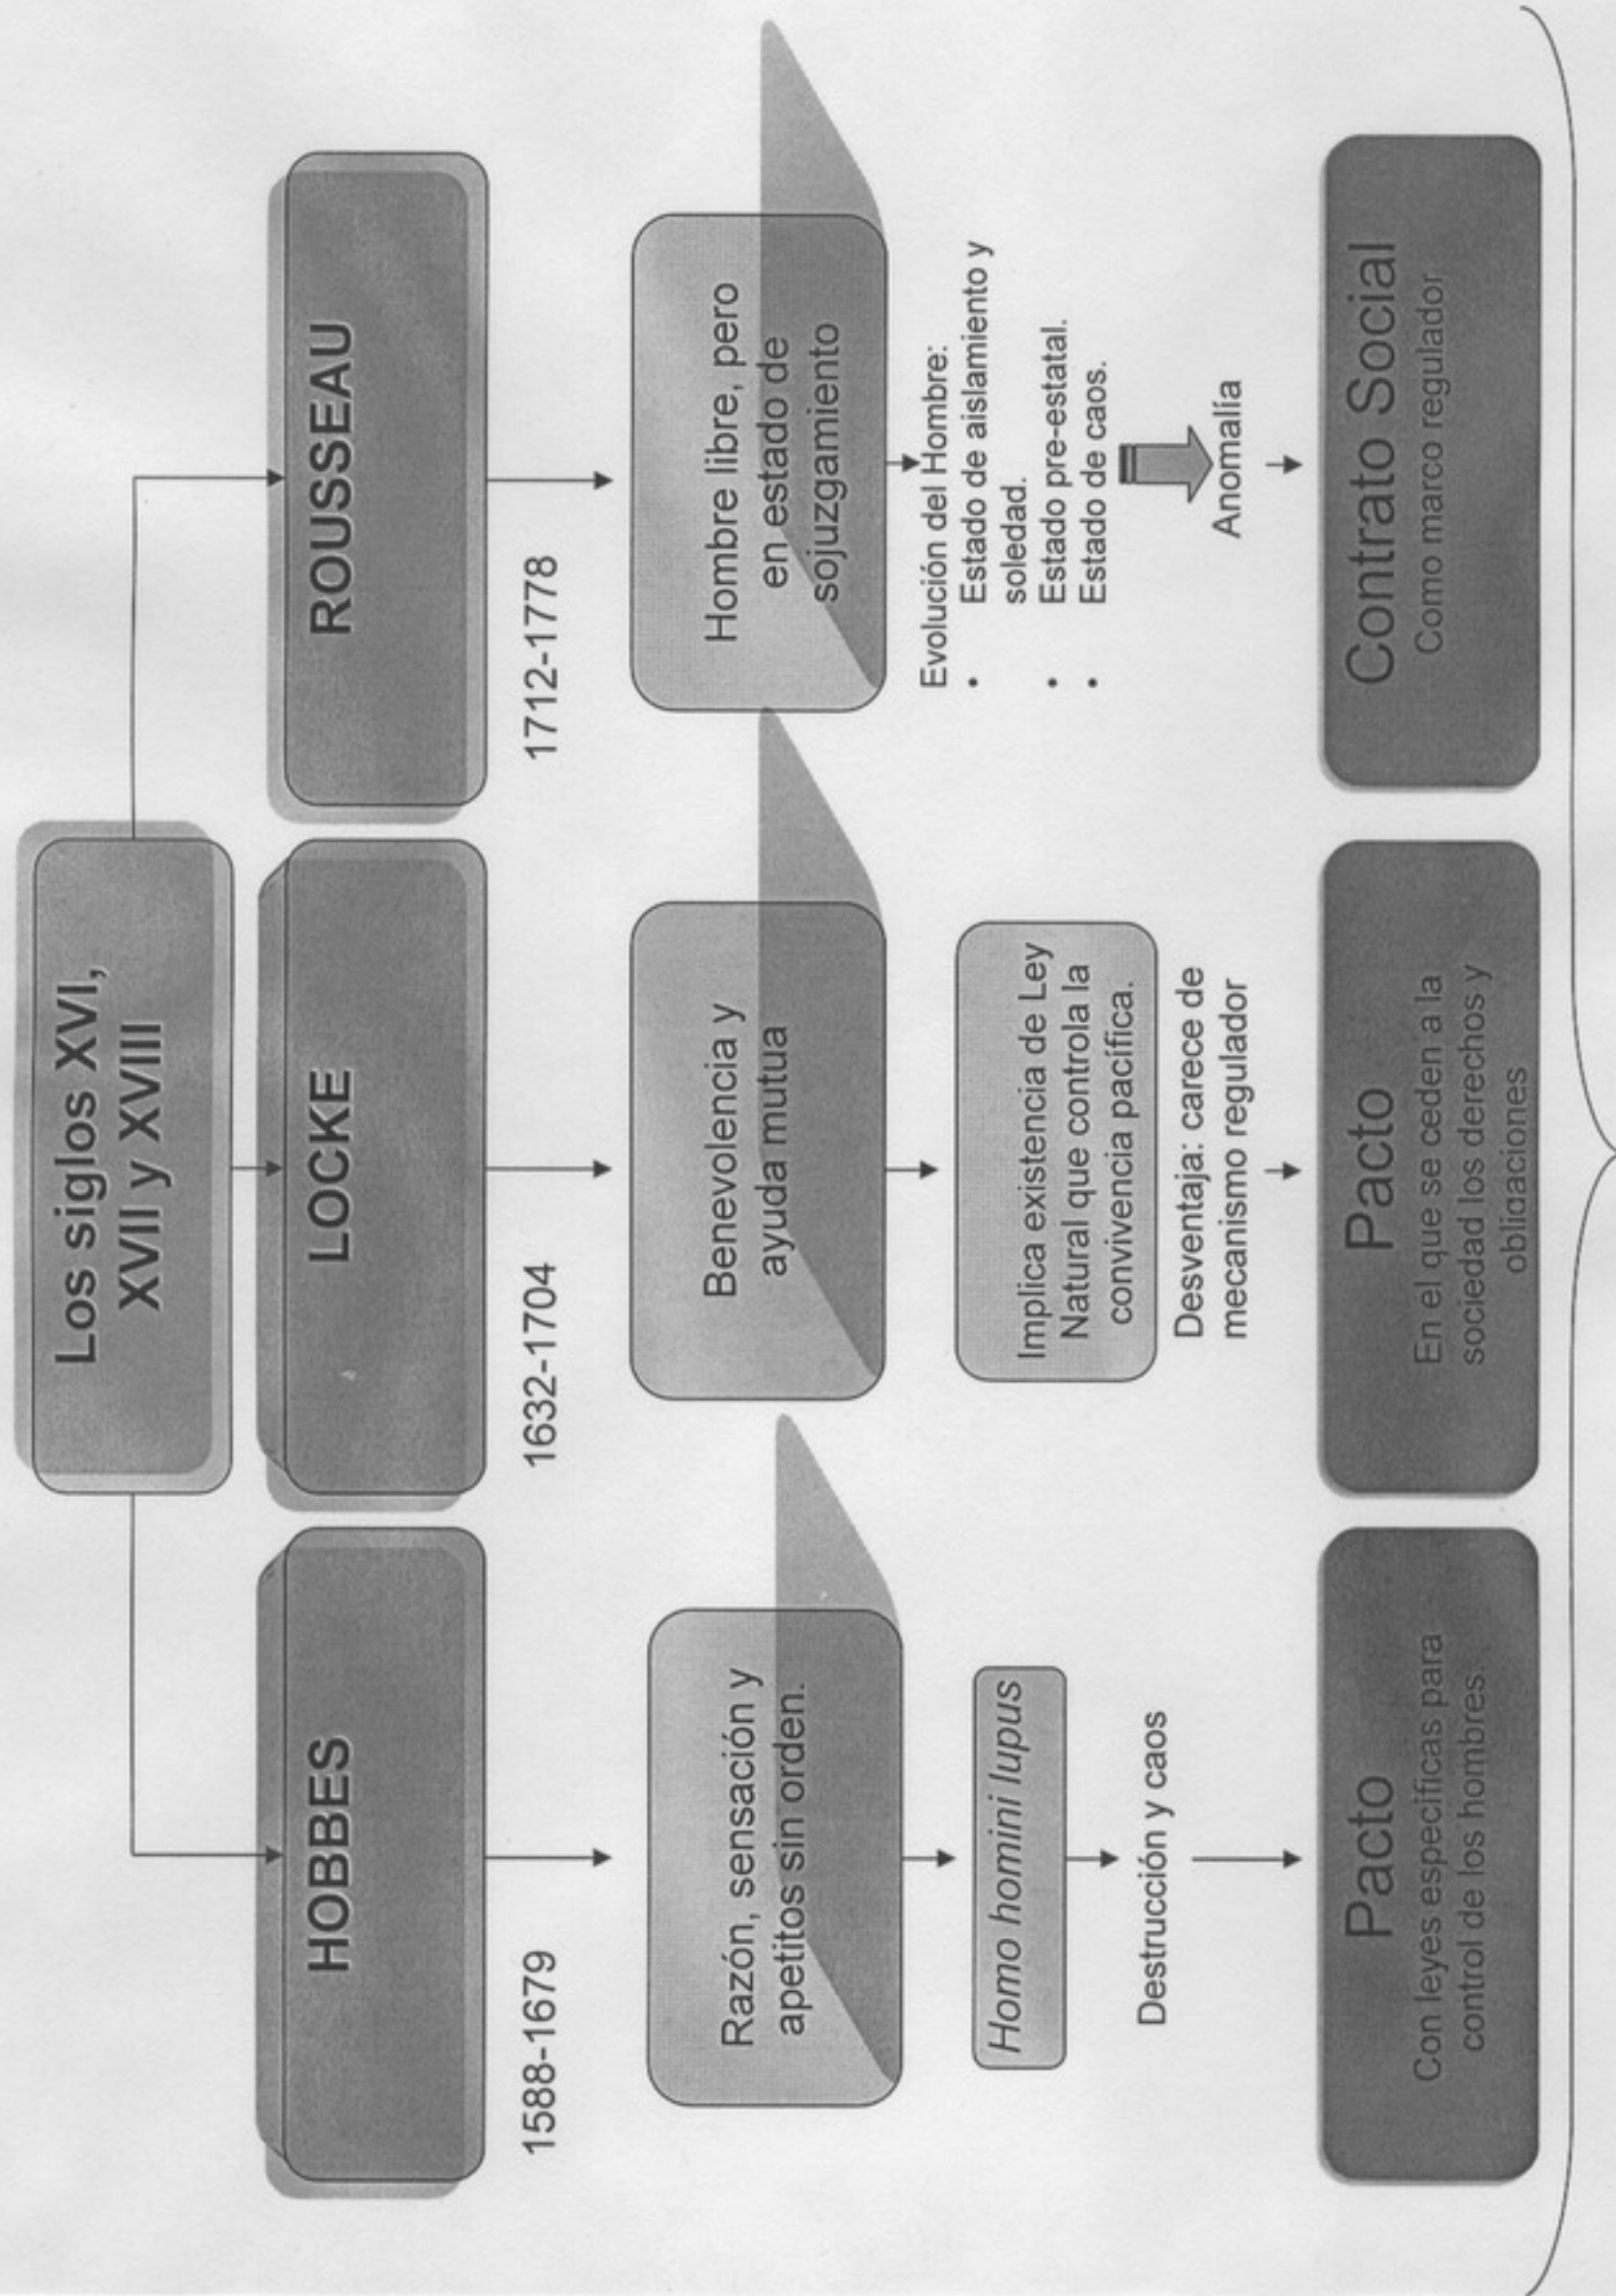 Los siglos XVI,
XVII y XVIII
HOBBES
1588-1679
Razón, sensación y
apetitos sin orden.
Homo homini lupus
Destrucción y caos
Pacto
Con leyes específicas para
control de los hombres.
LOCKE
1632-1704
Benevolencia y
ayuda mutua
Implica existencia de Ley
Natural que controla la
convivencia pacífica.
Desventaja: carece de
mecanismo regulador
Pacto
En el que se ceden a la
sociedad los derechos y
obligaciones
ROUSSEAU
1712-1778
Hombre libre, pero
en estado de
sojuzgamiento
Evolución del Hombre:
• Estado de aislamiento y
soledad.
• Estado pre-estatal.
• Estado de caos.
Anomalía
Contrato Social
Como marco regulador